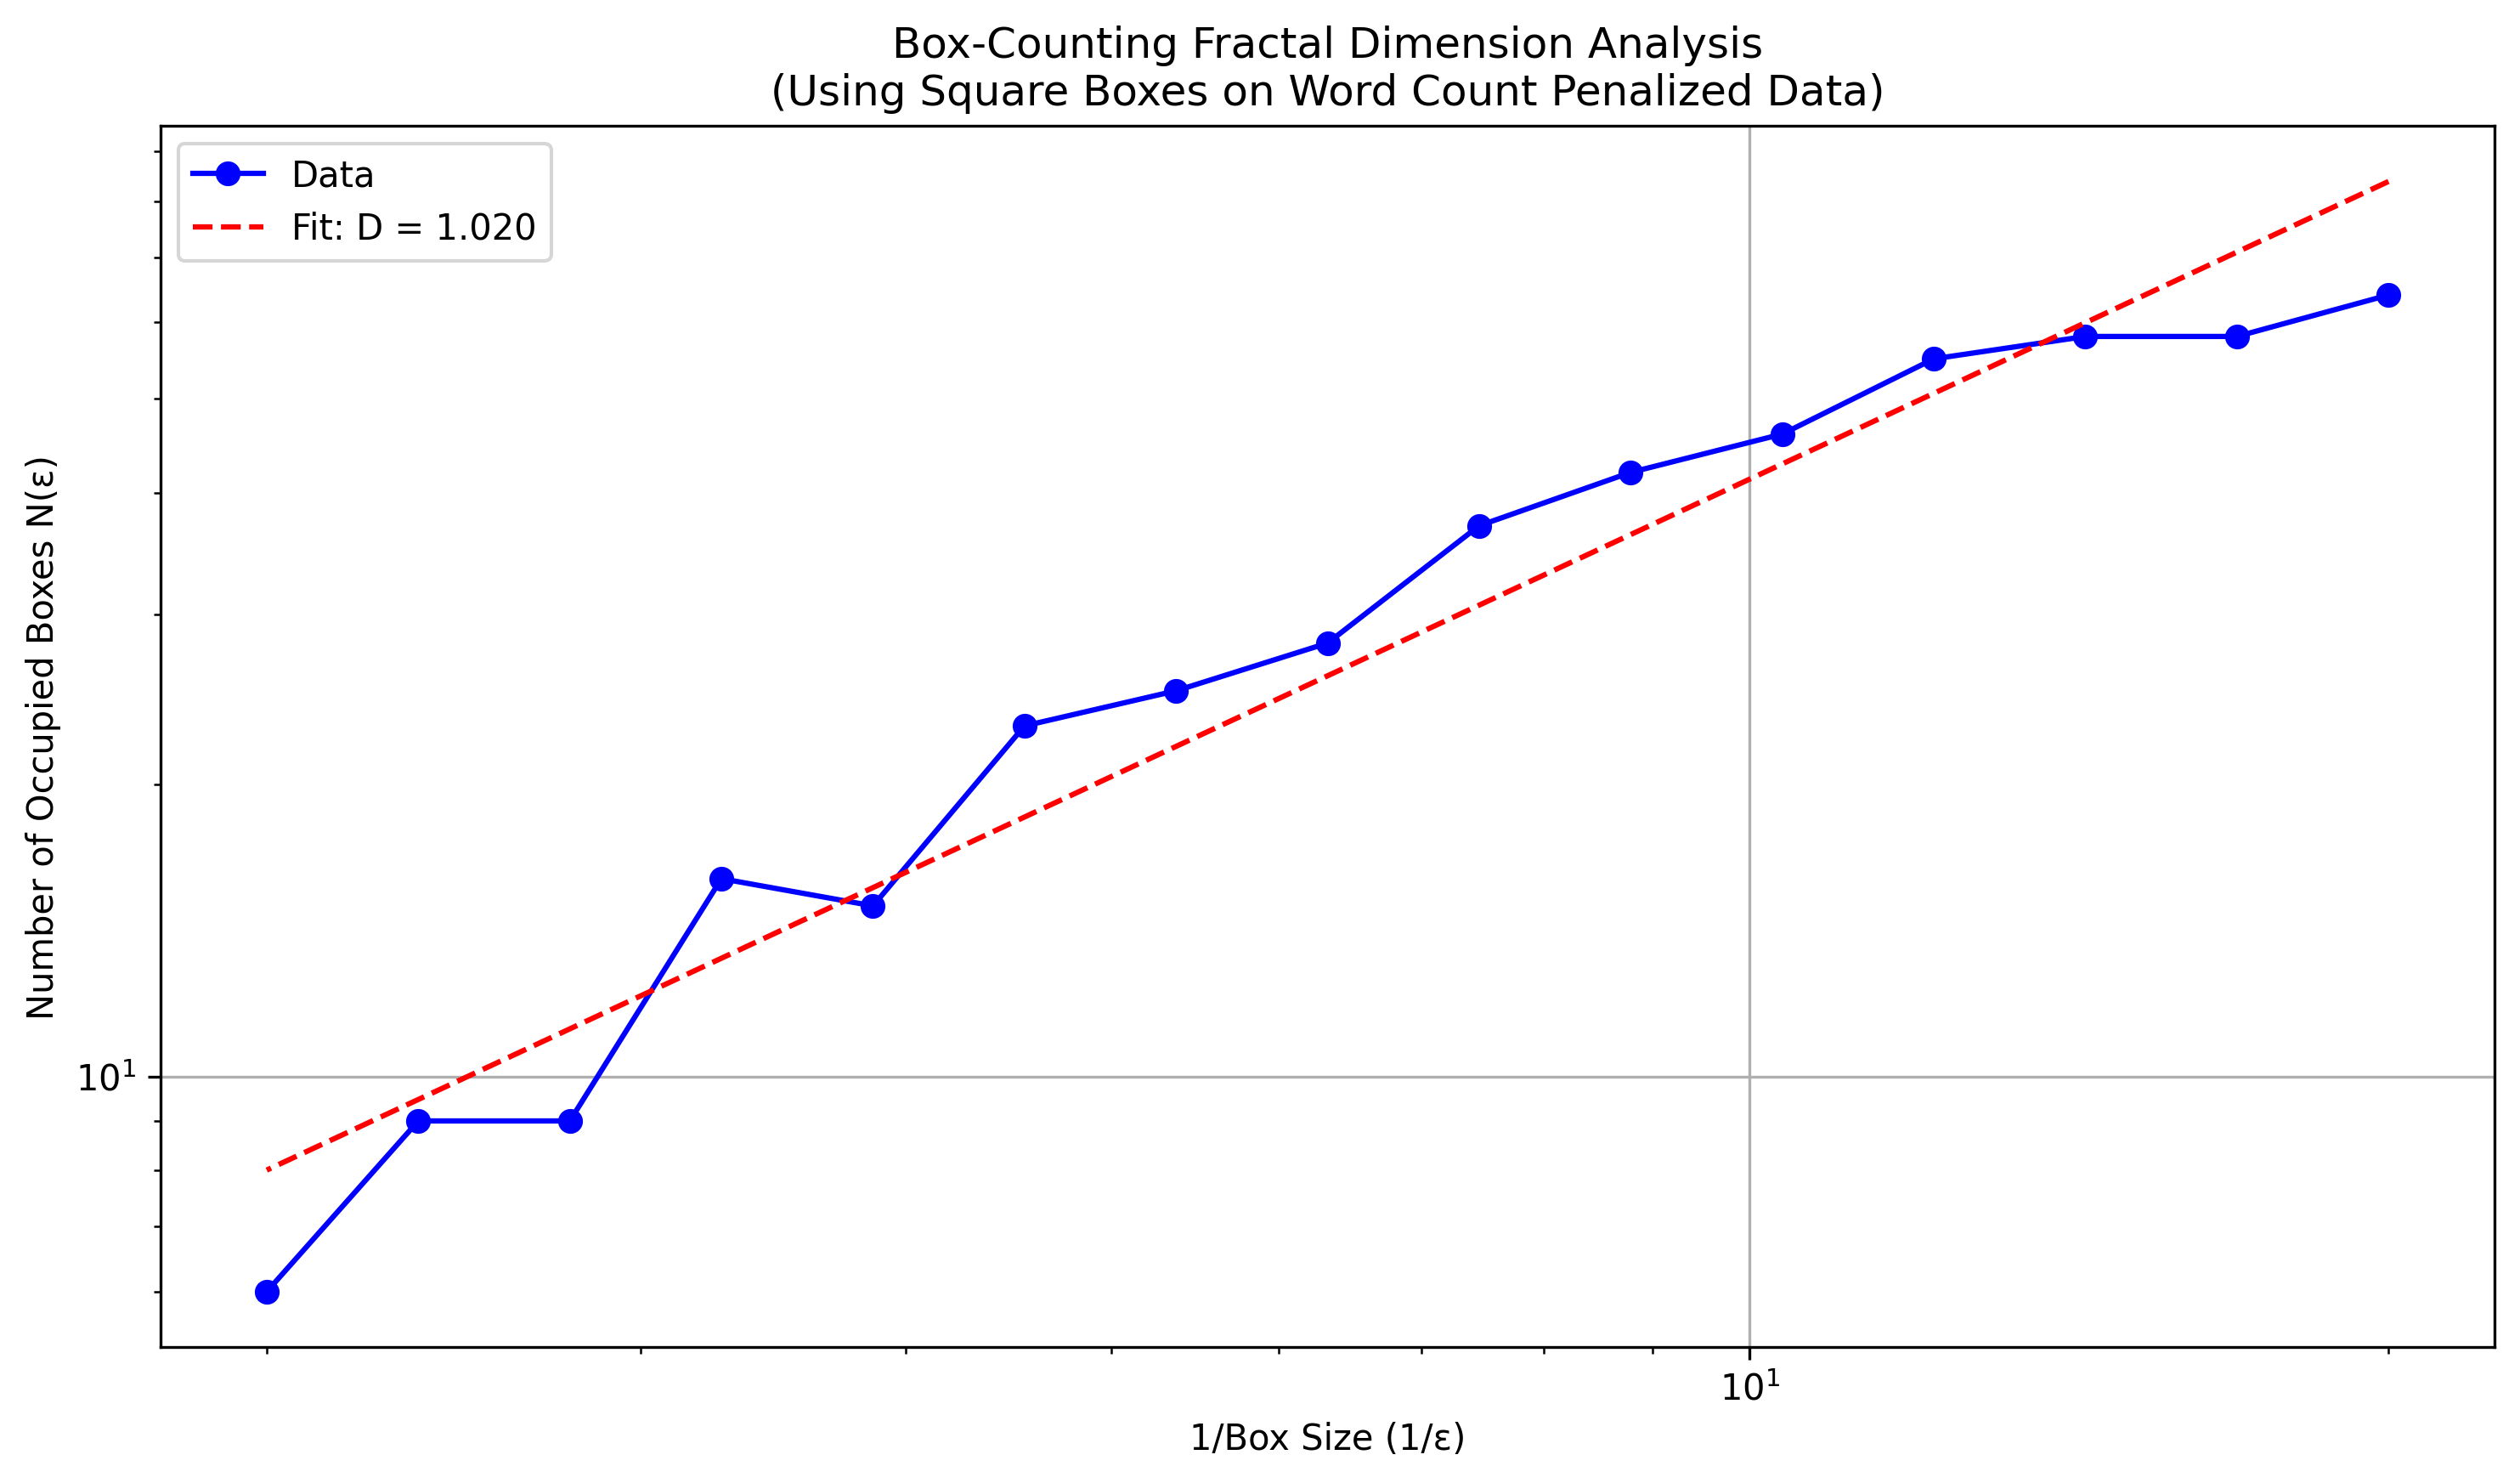 Box-Counting Fractal Dimension Analysis
(Using Square Boxes on Word Count Penalized Data)
Data
Fit: D = 1.020
Number of Occupied Boxes N(ε)
10¹
10¹
1/Box Size (1/ε)